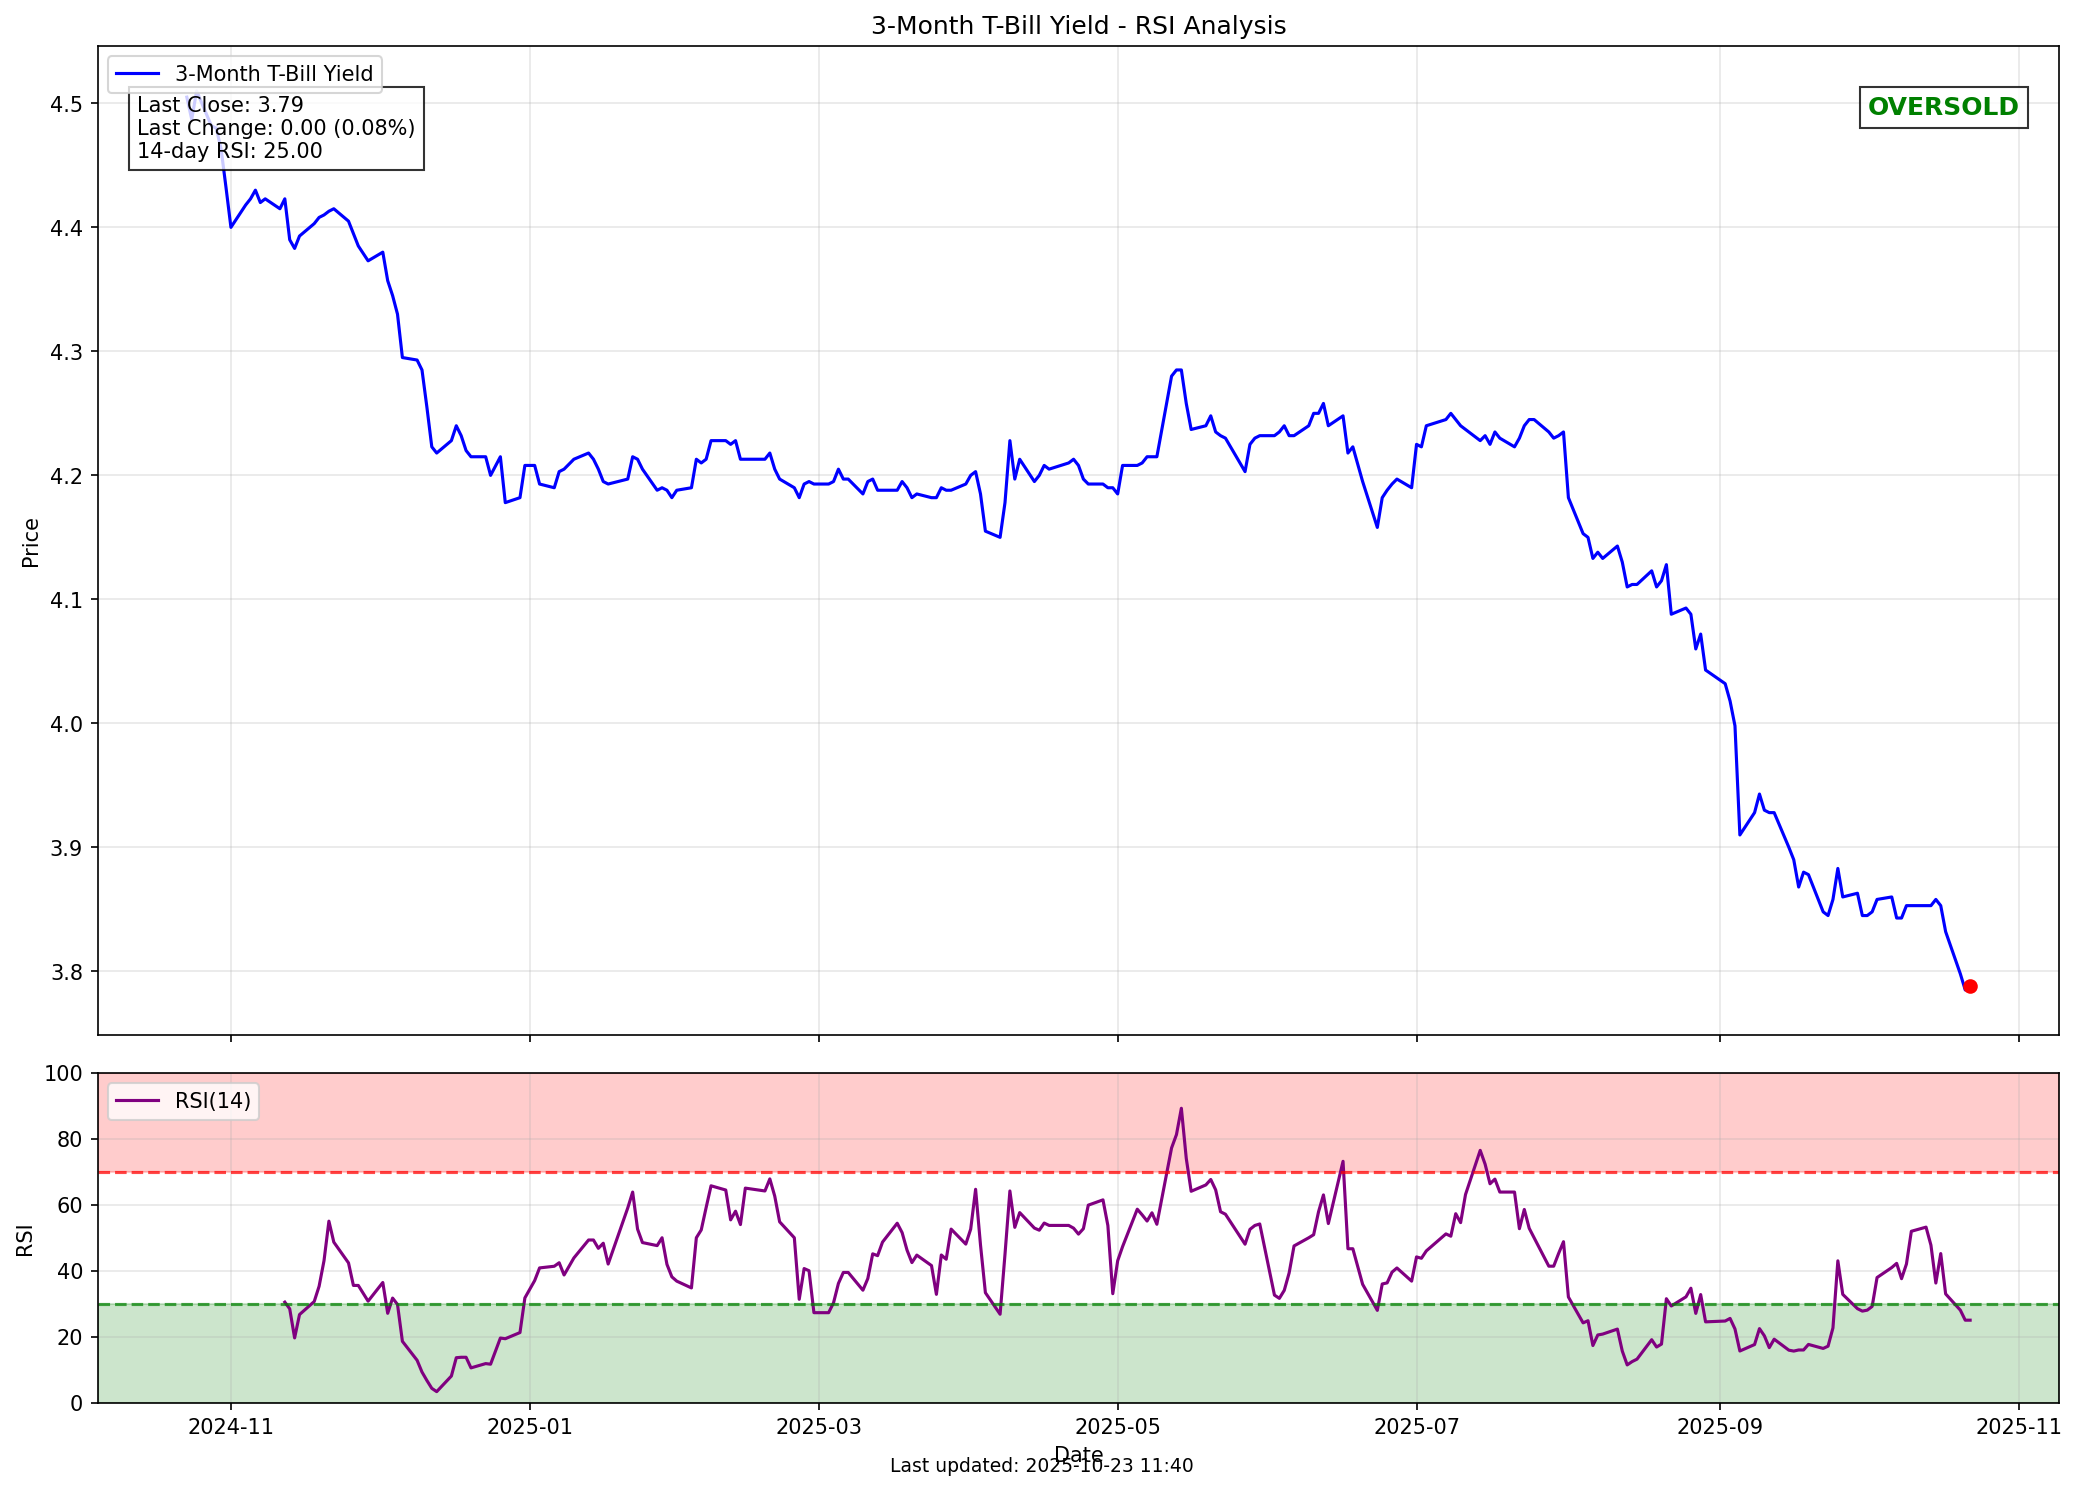 3-Month T-Bill Yield - RSI Analysis
3-Month T-Bill Yield
Last Close: 3.79
Last Change: 0.00 (0.08%)
14-day RSI: 25.00
OVERSOLD
Price
4.5
4.4
4.3
4.2
4.1
4.0
3.9
3.8
RSI(14)
RSI
100
80
60
40
20
0
2024-11
2025-01
2025-03
2025-05
2025-07
2025-09
2025-11
Date
Last updated: 2025-10-23 11:40